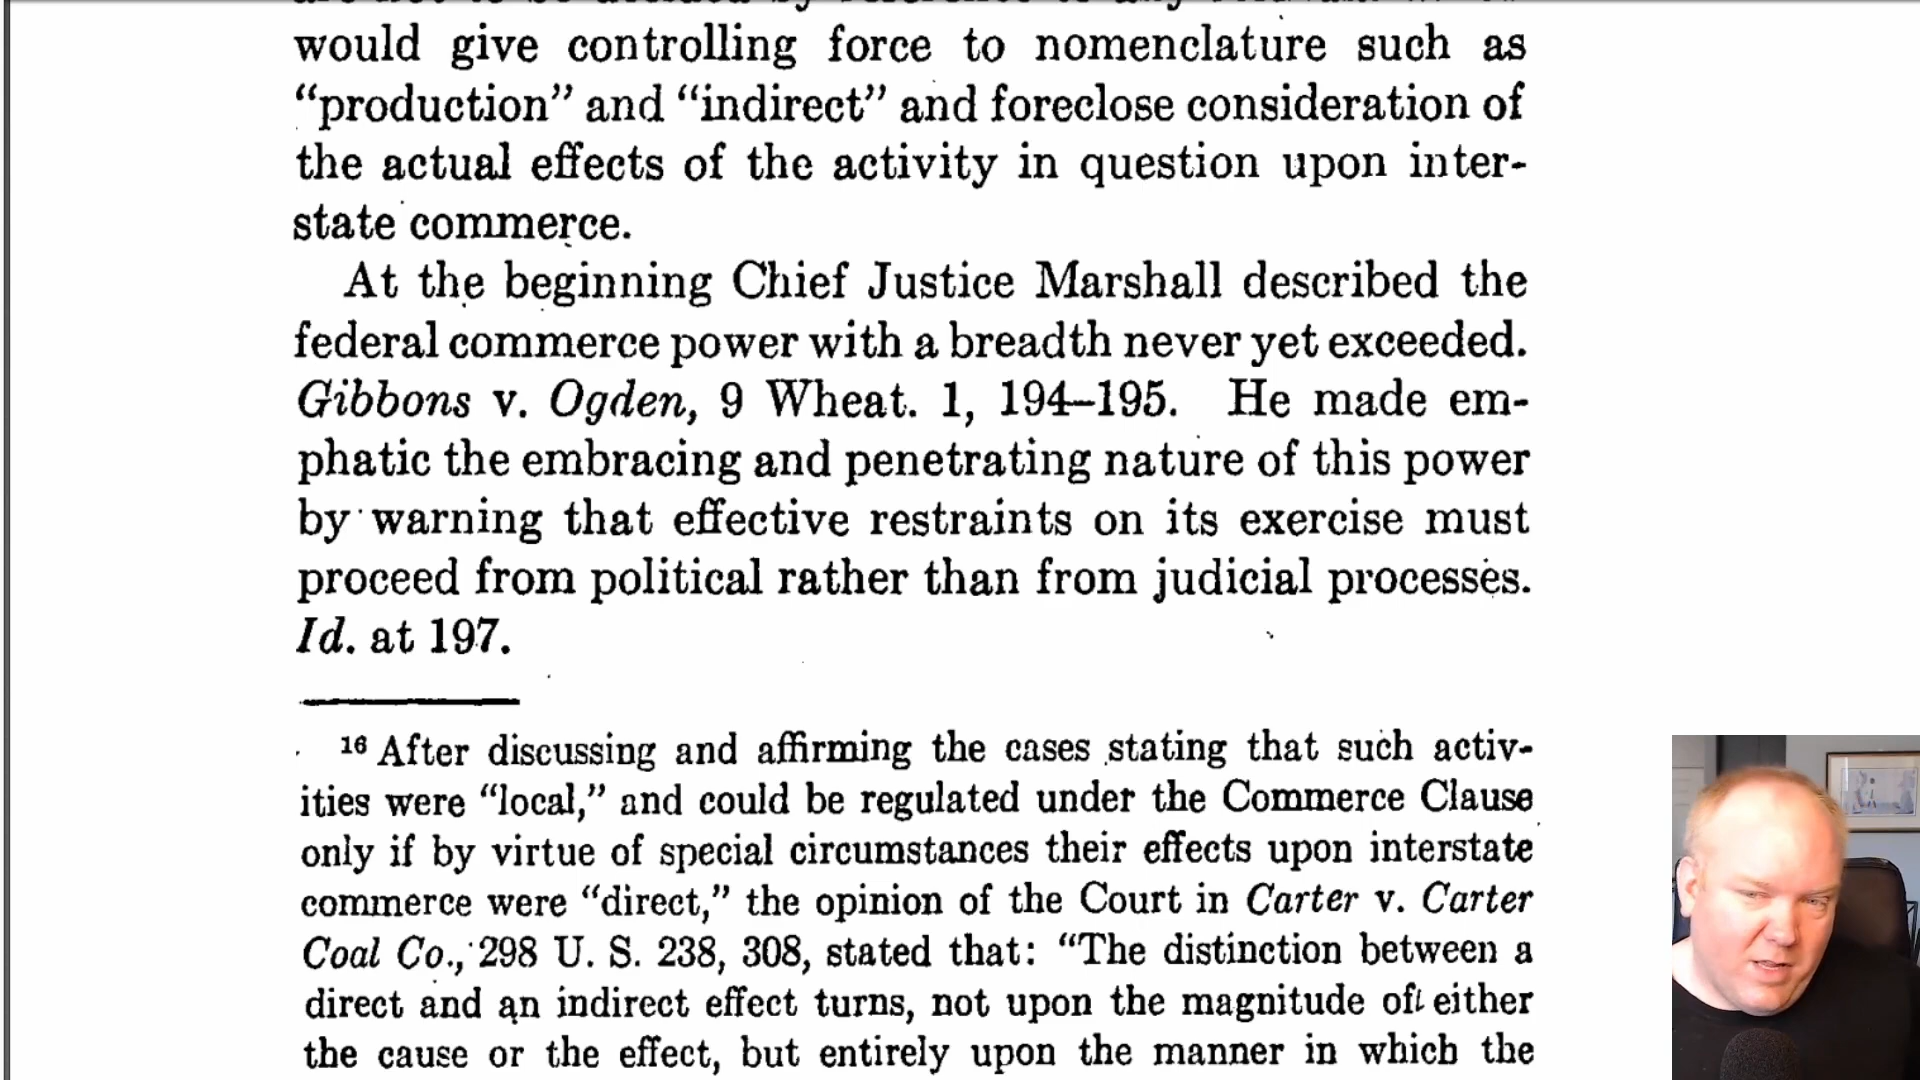 would give controlling force to nomenclature such as
“production” and “indirect” and foreclose consideration of
the actual effects of the activity in question upon inter-
state commerce.
At the beginning Chief Justice Marshall described the
federal commerce power with a breadth never yet exceeded.
Gibbons v. Ogden, 9 Wheat. 1, 194–195. He made em-
phatic the embracing and penetrating nature of this power
by warning that effective restraints on its exercise must
proceed from political rather than from judicial processes.
Id. at 197.
16 After discussing and affirming the cases stating that such activ-
ities were “local,” and could be regulated under the Commerce Clause
only if by virtue of special circumstances their effects upon interstate
commerce were “direct,” the opinion of the Court in Carter v. Carter
Coal Co., 298 U. S. 238, 308, stated that: “The distinction between a
direct and an indirect effect turns, not upon the magnitude of either
the cause or the effect, but entirely upon the manner in which the